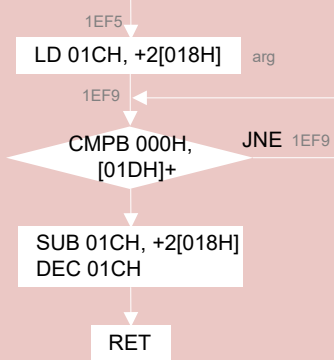 1EF5
LD 01CH, +2[018H] arg
1EF9
CMPB 000H, JNE 1EF9
[01DH]+
SUB 01CH, +2[018H]
DEC 01CH
RET